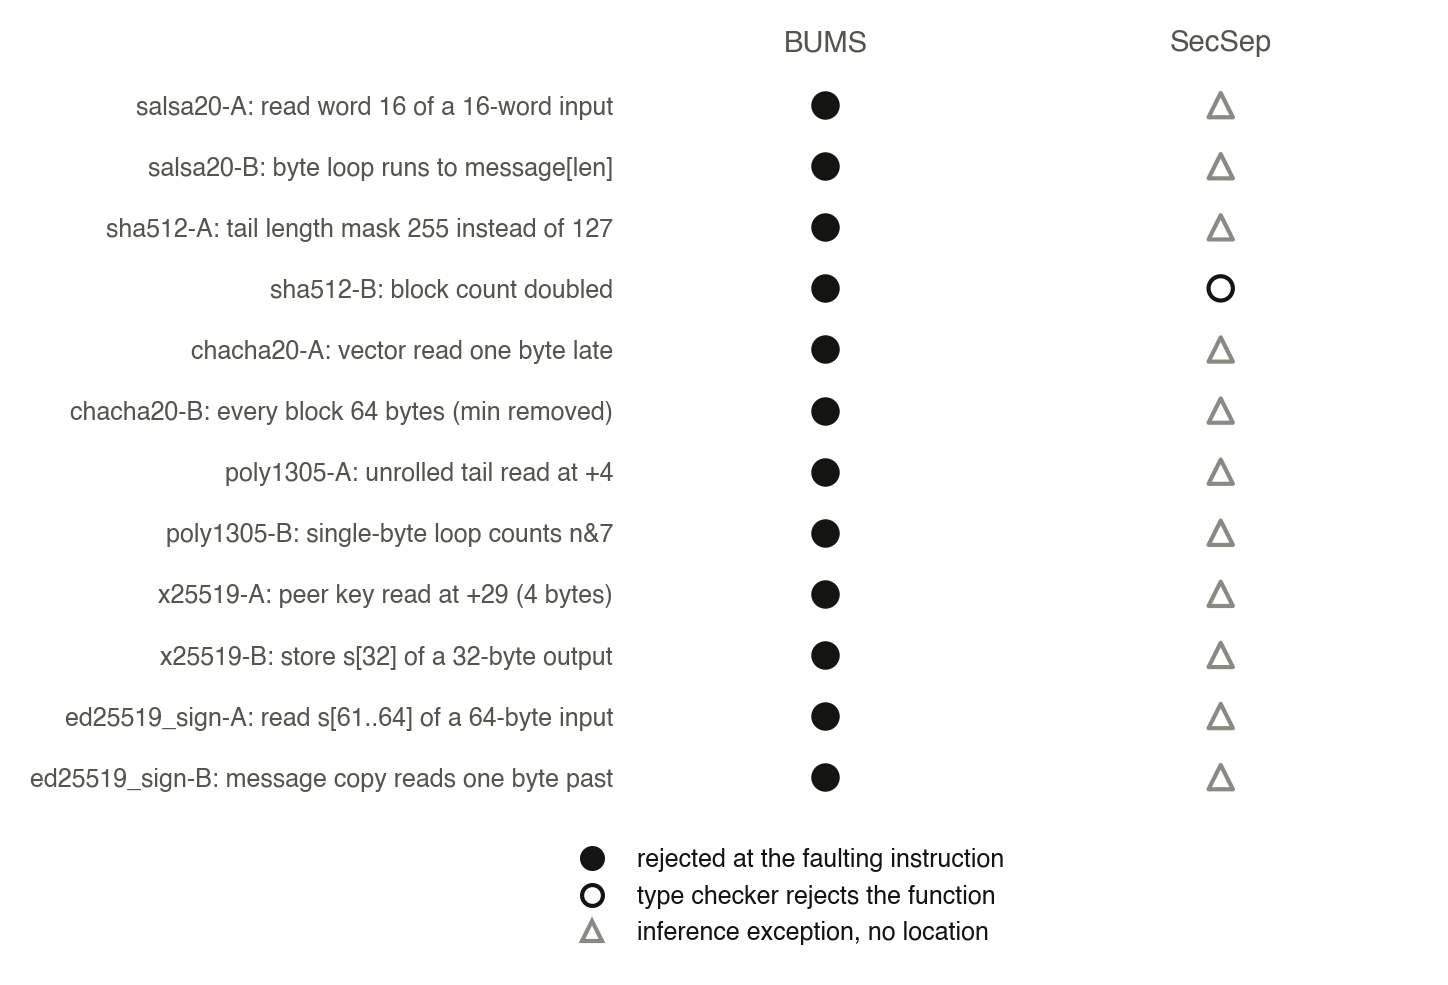 BUMS SecSep
salsa20-A: read word 16 of a 16-word input
salsa20-B: byte loop runs to message[len]
sha512-A: tail length mask 255 instead of 127
sha512-B: block count doubled
chacha20-A: vector read one byte late
chacha20-B: every block 64 bytes (min removed)
poly1305-A: unrolled tail read at +4
poly1305-B: single-byte loop counts n&7
x25519-A: peer key read at +29 (4 bytes)
x25519-B: store s[32] of a 32-byte output
ed25519_sign-A: read s[61..64] of a 64-byte input
ed25519_sign-B: message copy reads one byte past
rejected at the faulting instruction
type checker rejects the function
inference exception, no location